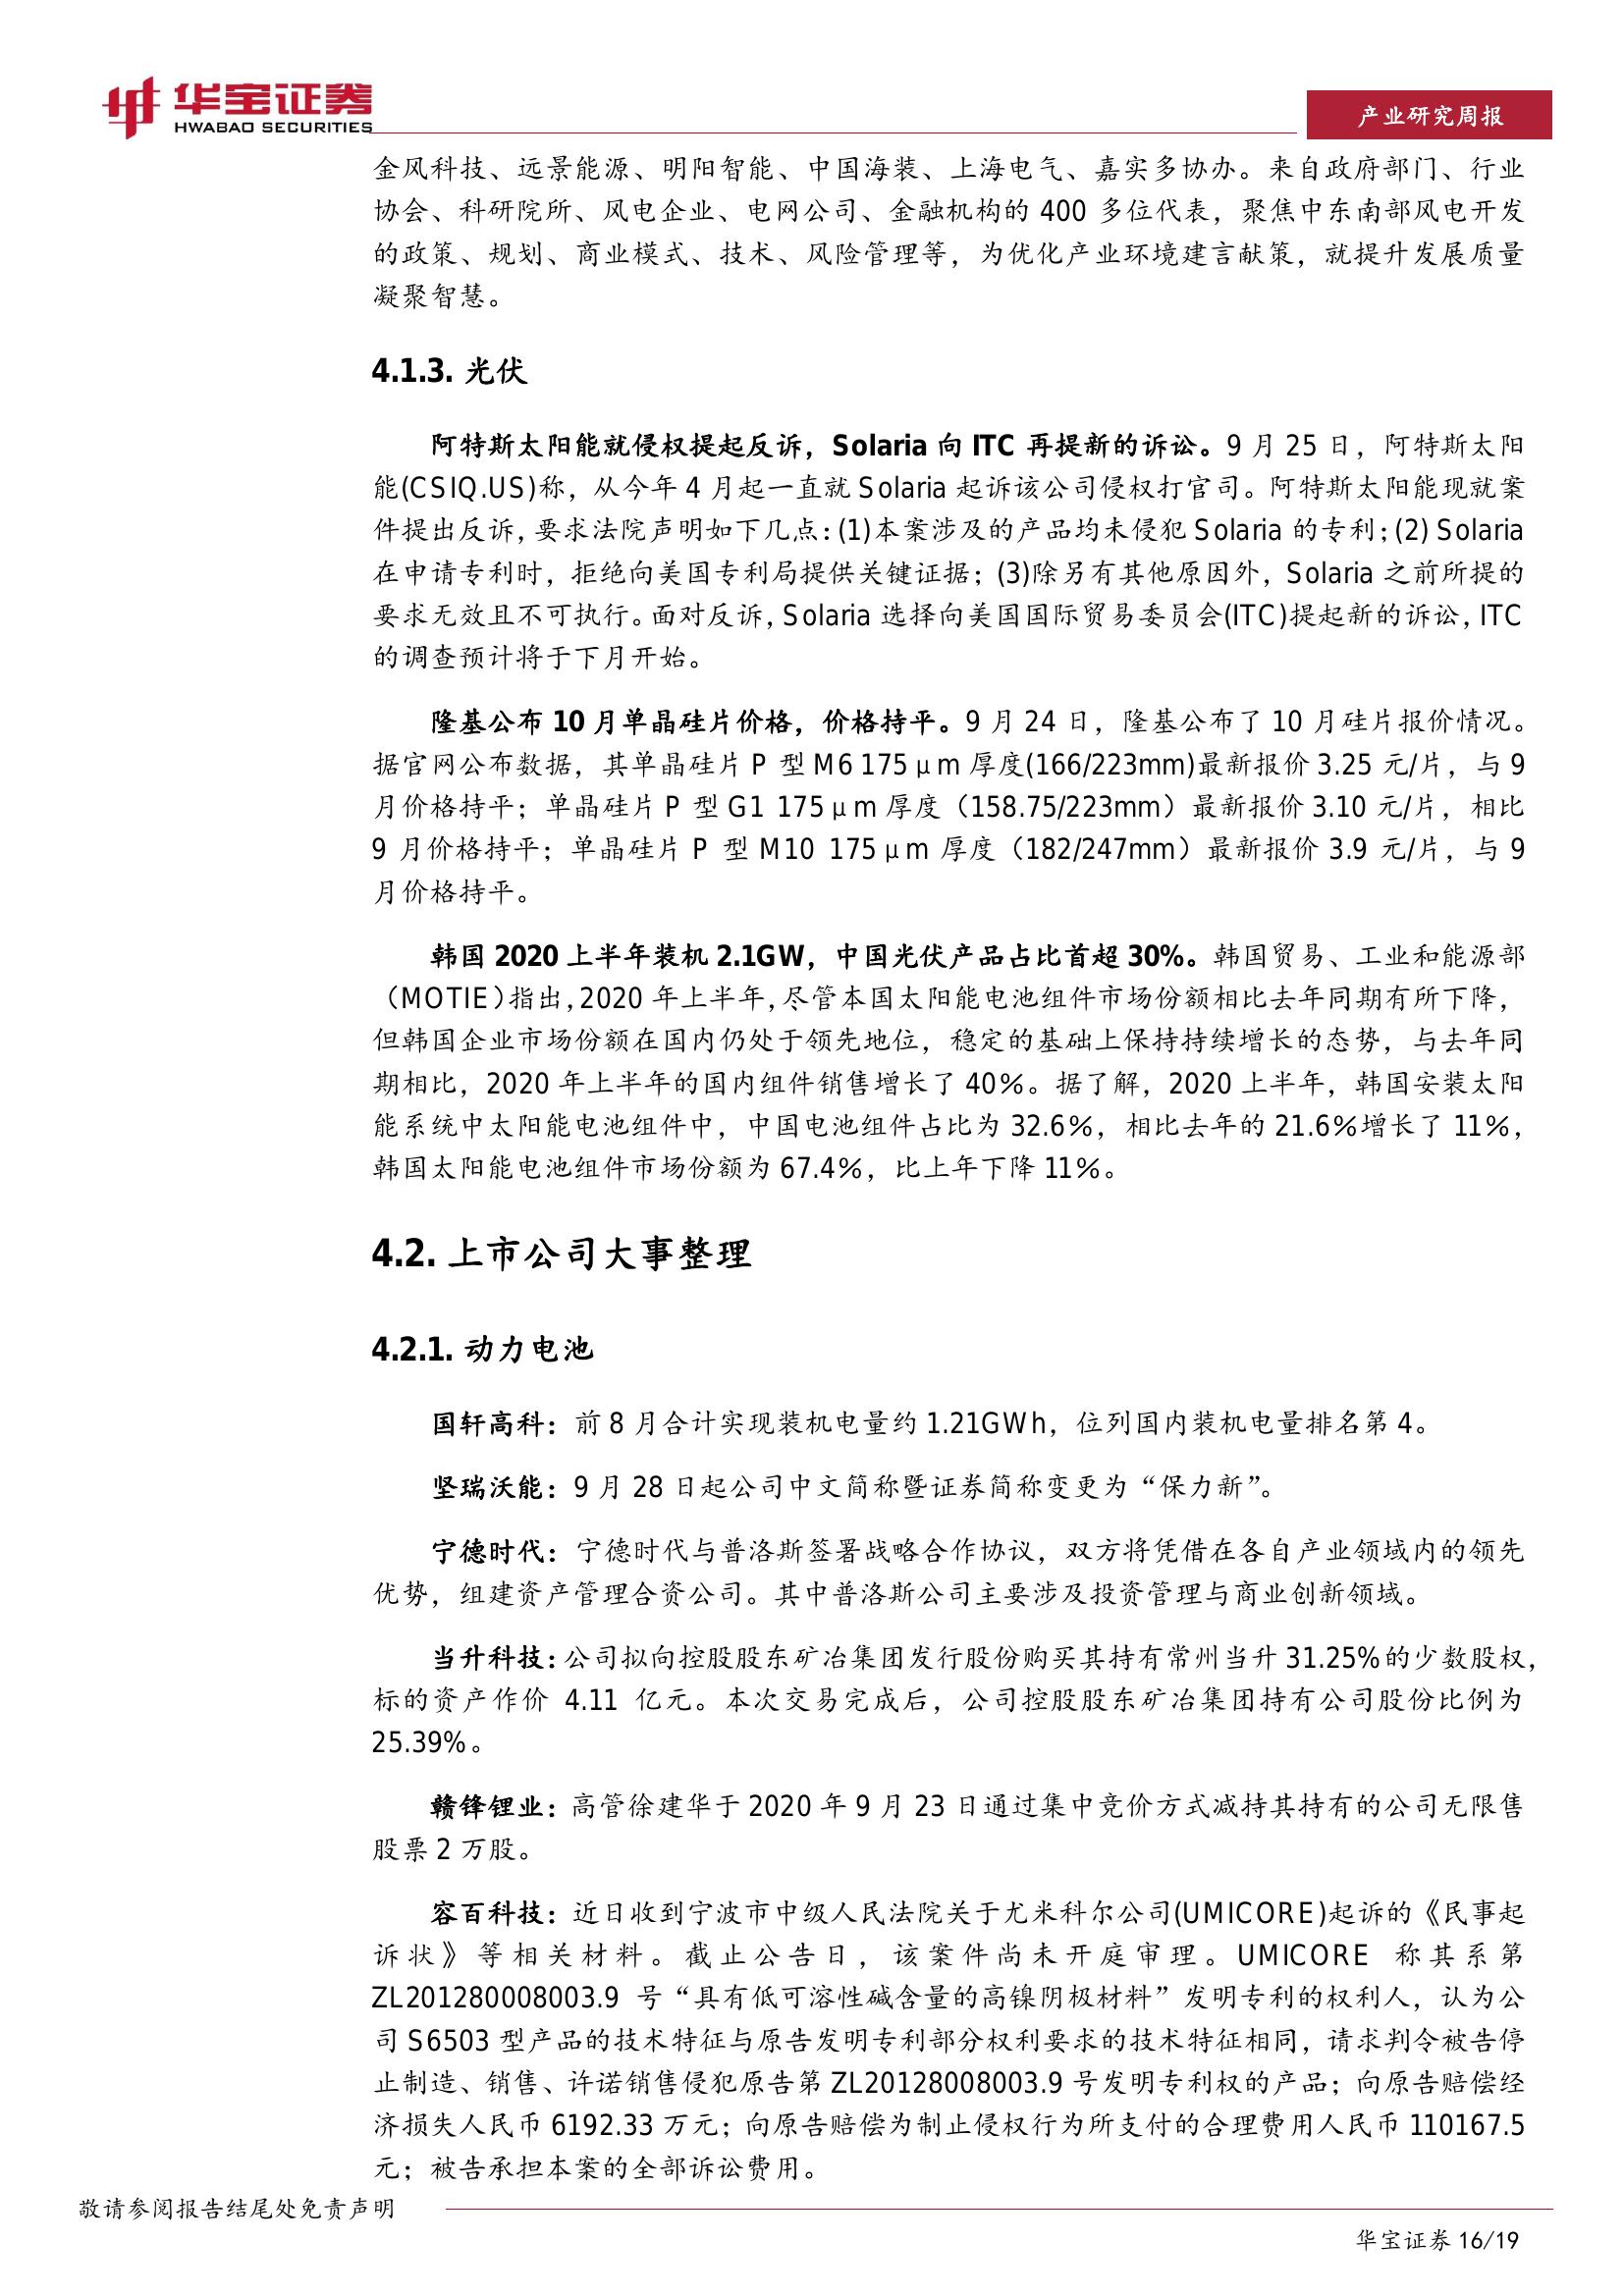 华宝证券
HWABAO SECURITIES
产业研究周报
金风科技、远景能源、明阳智能、中国海装、上海电气、嘉实多协办。来自政府部门、行业
协会、科研院所、风电企业、电网公司、金融机构的 400 多位代表，聚焦中东南部风电开发
的政策、规划、商业模式、技术、风险管理等，为优化产业环境建言献策，就提升发展质量
凝聚智慧。
4.1.3. 光伏
阿特斯太阳能就侵权提起反诉，Solaria 向 ITC 再提新的诉讼。9 月 25 日，阿特斯太阳
能(CSIQ.US)称，从今年 4 月起一直就 Solaria 起诉该公司侵权打官司。阿特斯太阳能现就案
件提出反诉，要求法院声明如下几点：(1)本案涉及的产品均未侵犯 Solaria 的专利；(2) Solaria
在申请专利时，拒绝向美国专利局提供关键证据；(3)除另有其他原因外，Solaria 之前所提的
要求无效且不可执行。面对反诉，Solaria 选择向美国国际贸易委员会(ITC)提起新的诉讼，ITC
的调查预计将于下月开始。
隆基公布 10 月单晶硅片价格，价格持平。9 月 24 日，隆基公布了 10 月硅片报价情况。
据官网公布数据，其单晶硅片 P 型 M6 175μm 厚度(166/223mm)最新报价 3.25 元/片，与 9
月价格持平；单晶硅片 P 型 G1 175μm 厚度（158.75/223mm）最新报价 3.10 元/片，相比
9 月价格持平；单晶硅片 P 型 M10 175μm 厚度（182/247mm）最新报价 3.9 元/片，与 9
月价格持平。
韩国 2020 上半年装机 2.1GW，中国光伏产品占比首超 30%。韩国贸易、工业和能源部
（MOTIE）指出，2020 年上半年，尽管本国太阳能电池组件市场份额相比去年同期有所下降，
但韩国企业市场份额在国内仍处于领先地位，稳定的基础上保持持续增长的态势，与去年同
期相比，2020 年上半年的国内组件销售增长了 40%。据了解，2020 上半年，韩国安装太阳
能系统中太阳能电池组件中，中国电池组件占比为 32.6%，相比去年的 21.6%增长了 11%，
韩国太阳能电池组件市场份额为 67.4%，比上年下降 11%。
4.2. 上市公司大事整理
4.2.1. 动力电池
国轩高科：前 8 月合计实现装机电量约 1.21GWh，位列国内装机电量排名第 4。
坚瑞沃能：9 月 28 日起公司中文简称暨证券简称变更为“保力新”。
宁德时代：宁德时代与普洛斯签署战略合作协议，双方将凭借在各自产业领域内的领先
优势，组建资产管理合资公司。其中普洛斯公司主要涉及投资管理与商业创新领域。
当升科技：公司拟向控股股东矿冶集团发行股份购买其持有常州当升 31.25%的少数股权，
标的资产作价 4.11 亿元。本次交易完成后，公司控股股东矿冶集团持有公司股份比例为
25.39%。
赣锋锂业：高管徐建华于 2020 年 9 月 23 日通过集中竞价方式减持其持有的公司无限售
股票 2 万股。
容百科技：近日收到宁波市中级人民法院关于尤米科尔公司(UMICORE)起诉的《民事起
诉状》等相关材料。截止公告日，该案件尚未开庭审理。UMICORE 称其系第
ZL201280008003.9 号“具有低可溶性碱含量的高镍阴极材料”发明专利的权利人，认为公
司 S6503 型产品的技术特征与原告发明专利部分权利要求的技术特征相同，请求判令被告停
止制造、销售、许诺销售侵犯原告第 ZL20128008003.9 号发明专利权的产品；向原告赔偿经
济损失人民币 6192.33 万元；向原告赔偿为制止侵权行为所支付的合理费用人民币 110167.5
元；被告承担本案的全部诉讼费用。
敬请参阅报告结尾处免责声明
华宝证券 16/19